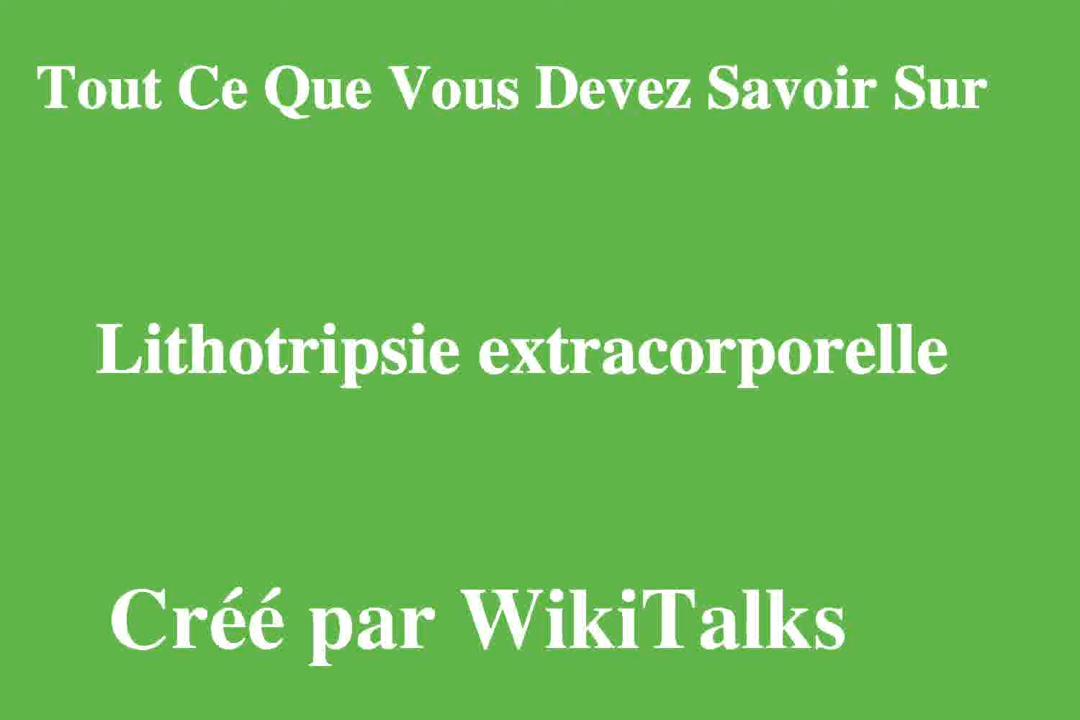 Tout Ce Que Vous Devez Savoir Sur
Lithotripsie extracorporelle
Créé par WikiTalks